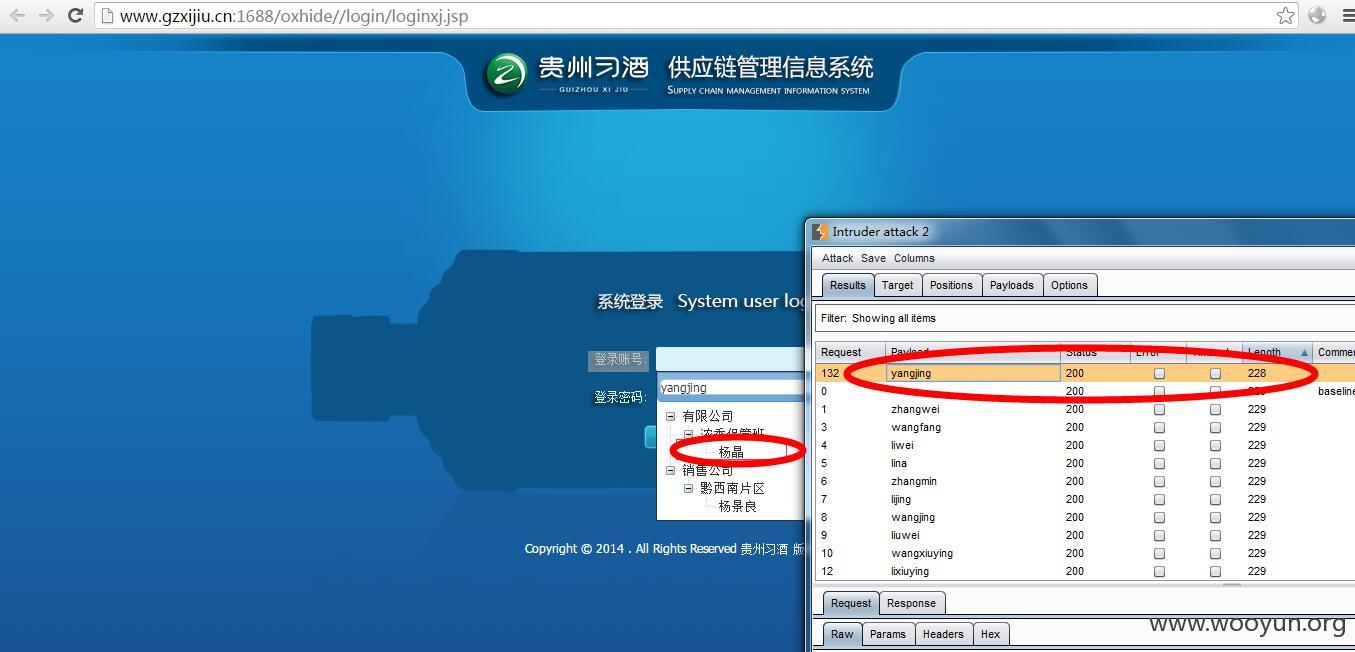 www.gzxijiu.cn:1688/oxhide//login/loginxj.jsp
贵州习酒 供应链管理信息系统
GUIZHOU XI JIU SUPPLY CHAIN MANAGEMENT INFORMATION SYSTEM
系统登录 System user log
登录账号:
yangjing
登录密码:
有限公司
浓香保管班
杨晶
销售公司
黔西南片区
杨景良
Copyright © 2014 . All Rights Reserved 贵州习酒 版
Intruder attack 2
Attack Save Columns
Results Target Positions Payloads Options
Filter: Showing all items
Request Payload Status Error Length Comme
132 yangjing 200 228
0 200 baseline
1 zhangwei 200 229
3 wangfang 200 229
4 liwei 200 229
5 lina 200 229
6 zhangmin 200 229
7 lijing 200 229
8 wangjing 200 229
9 liuwei 200 229
10 wangxiuying 200 229
12 lixiuying 200 229
Request Response
Raw Params Headers Hex
www.wooyun.org